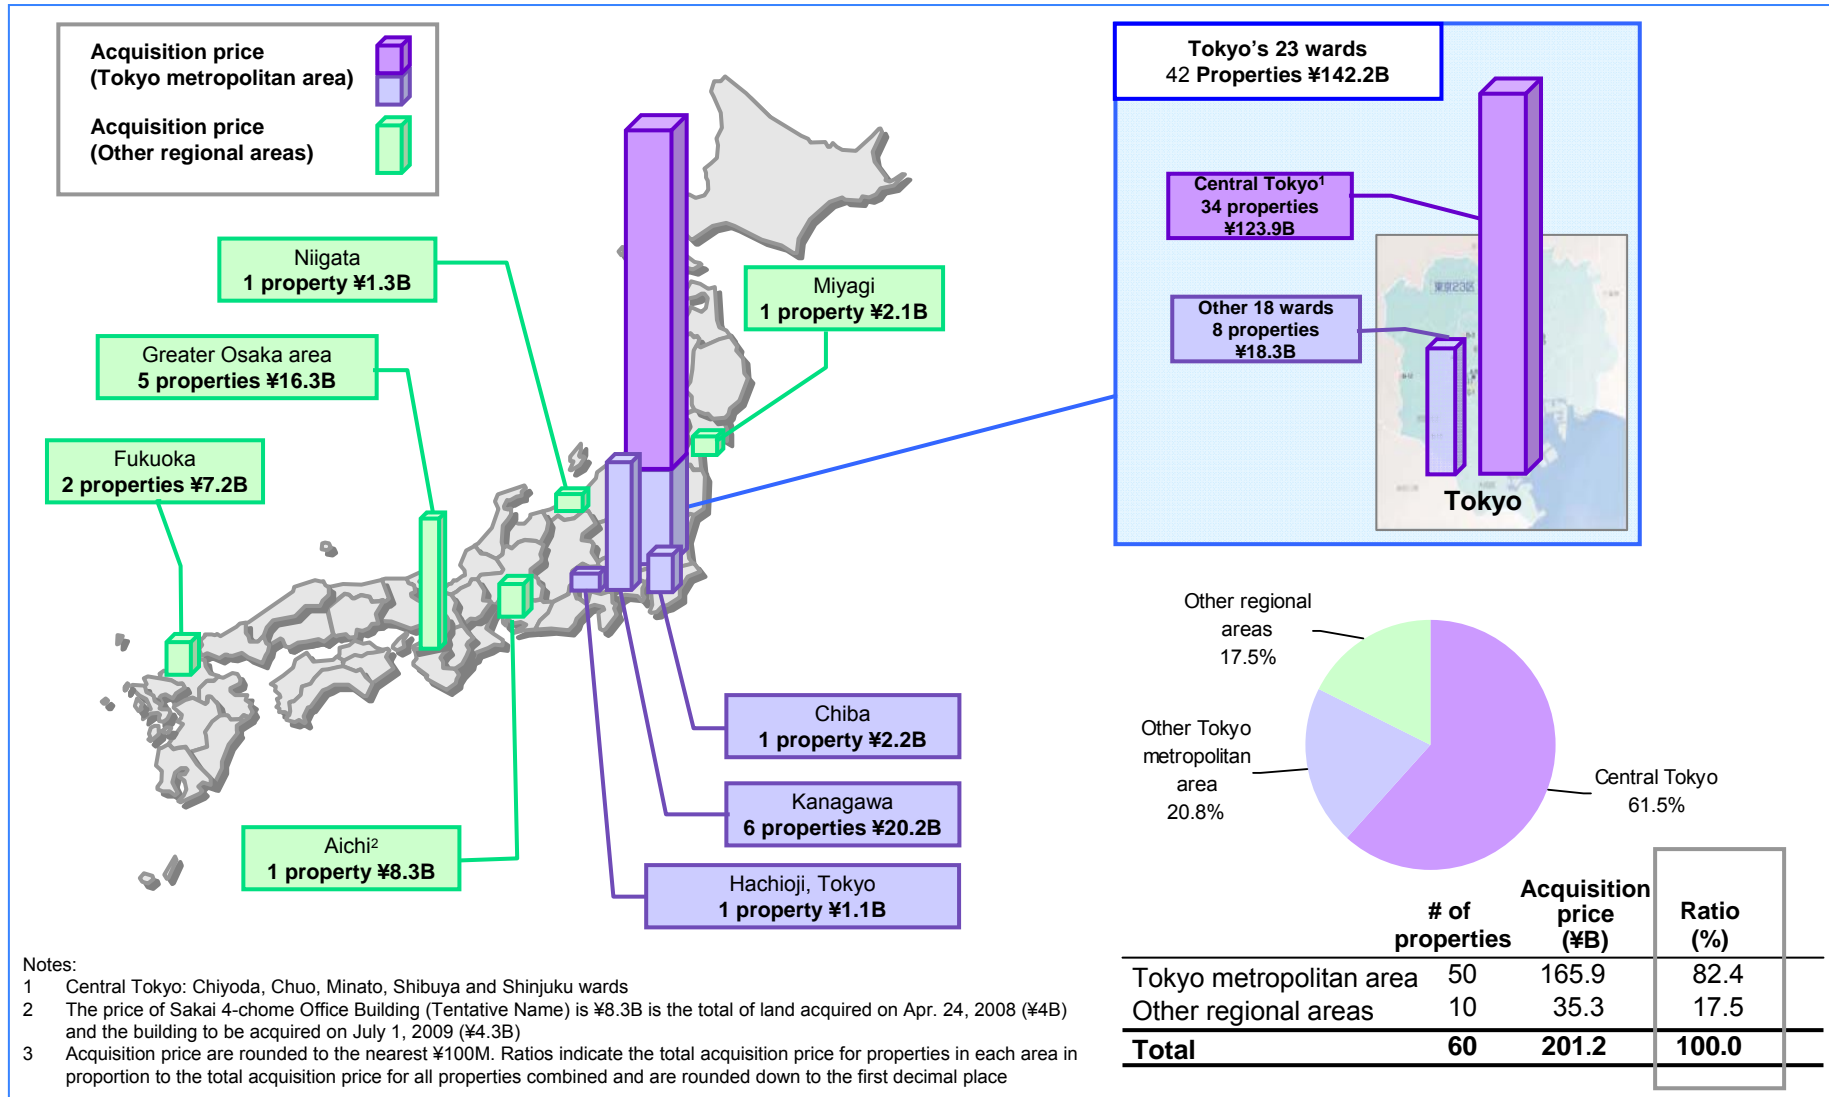 Acquisition price
(Tokyo metropolitan area)
Acquisition price
(Other regional areas)
Tokyo’s 23 wards
42 Properties ¥142.2B
Central Tokyo¹
34 properties
¥123.9B
Other 18 wards
8 properties
¥18.3B
東京23区
Tokyo
Niigata
1 property ¥1.3B
Miyagi
1 property ¥2.1B
Greater Osaka area
5 properties ¥16.3B
Fukuoka
2 properties ¥7.2B
Chiba
1 property ¥2.2B
Kanagawa
6 properties ¥20.2B
Aichi²
1 property ¥8.3B
Hachioji, Tokyo
1 property ¥1.1B
Other regional
areas
17.5%
Other Tokyo
metropolitan
area
20.8%
Central Tokyo
61.5%
# of
properties
Acquisition
price
(¥B)
Ratio
(%)
Tokyo metropolitan area 50 165.9 82.4
Other regional areas 10 35.3 17.5
Total 60 201.2 100.0
Notes:
1 Central Tokyo: Chiyoda, Chuo, Minato, Shibuya and Shinjuku wards
2 The price of Sakai 4-chome Office Building (Tentative Name) is ¥8.3B is the total of land acquired on Apr. 24, 2008 (¥4B)
and the building to be acquired on July 1, 2009 (¥4.3B)
3 Acquisition price are rounded to the nearest ¥100M. Ratios indicate the total acquisition price for properties in each area in
proportion to the total acquisition price for all properties combined and are rounded down to the first decimal place